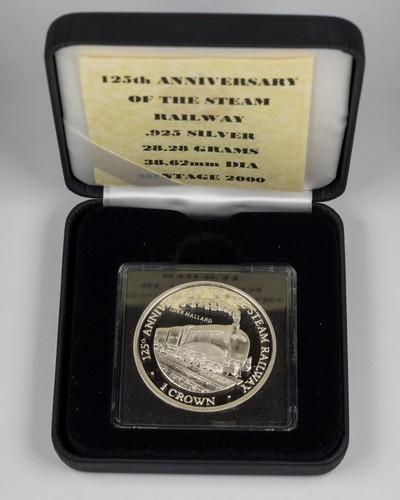 125th ANNIVERSARY
OF THE STEAM
RAILWAY
.925 SILVER
28.28 GRAMS
38.62mm DIA
MINTAGE 2000
125th ANNIVERSARY STEAM RAILWAY
MALLARD
· 1 CROWN ·